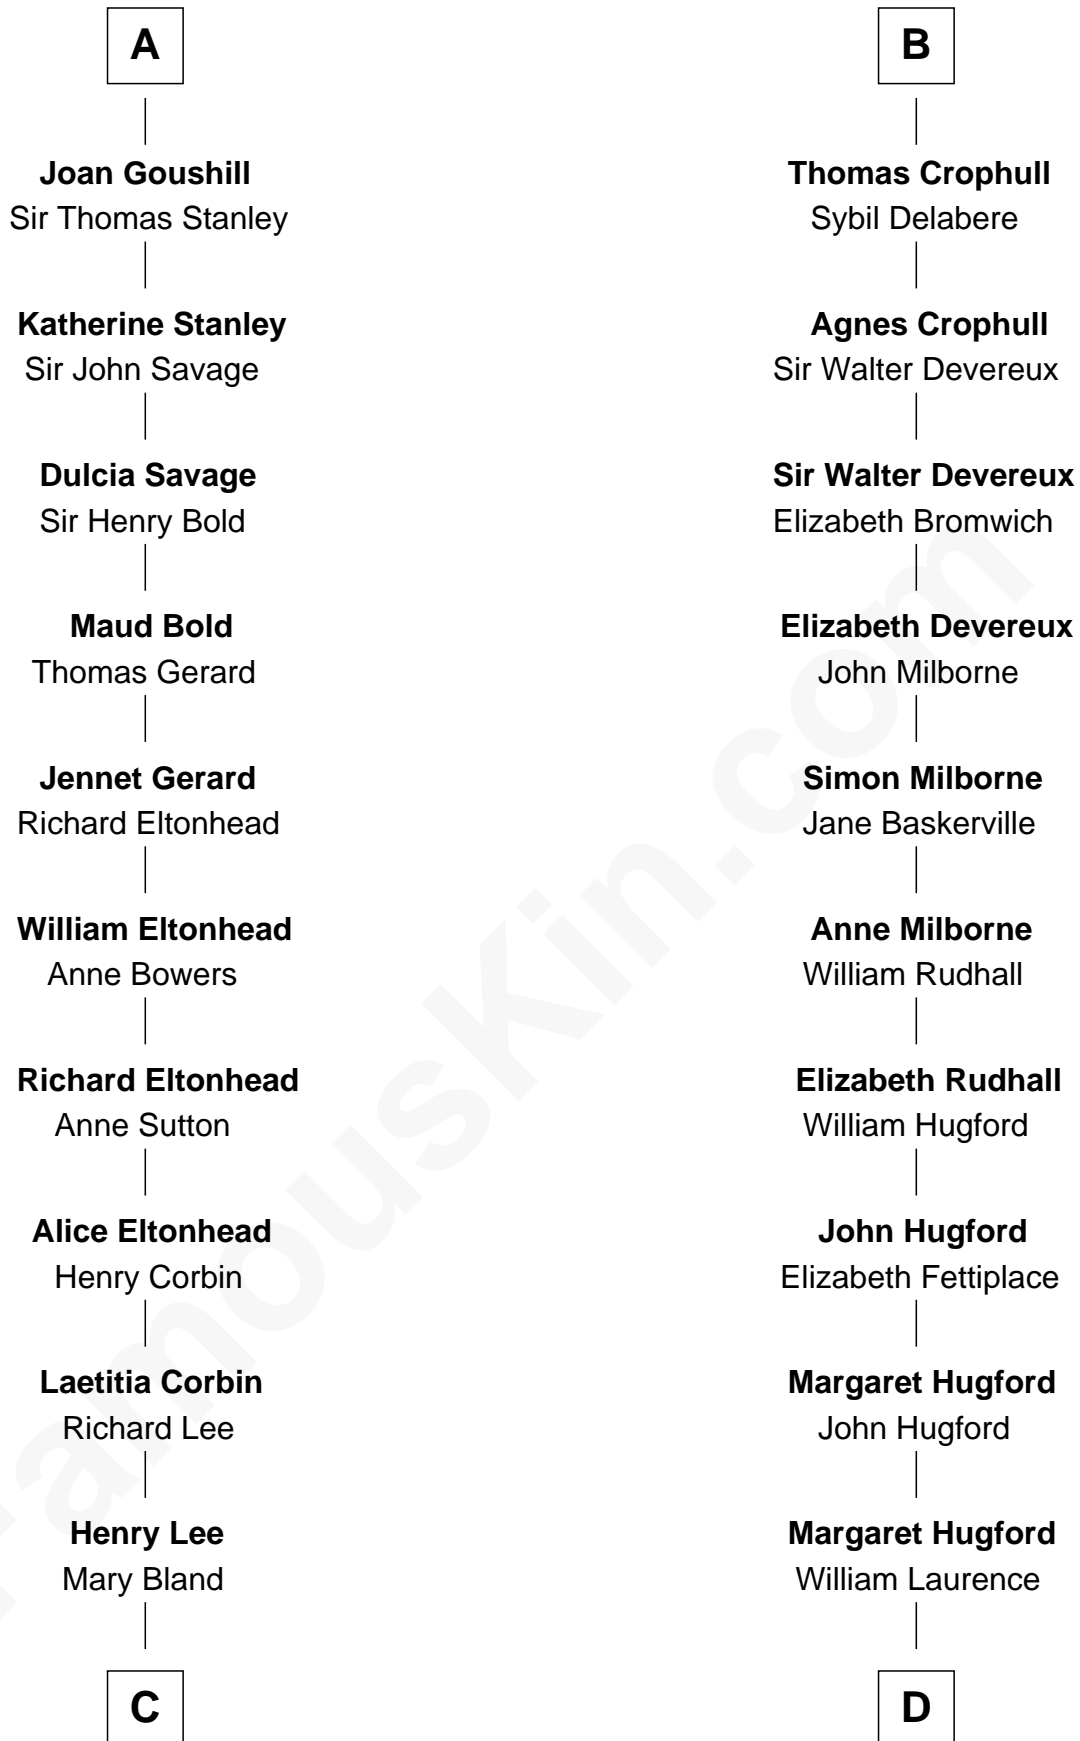 A
Joan Goushill
Sir Thomas Stanley
Katherine Stanley
Sir John Savage
Dulcia Savage
Sir Henry Bold
Maud Bold
Thomas Gerard
Jennet Gerard
Richard Eltonhead
William Eltonhead
Anne Bowers
Richard Eltonhead
Anne Sutton
Alice Eltonhead
Henry Corbin
Laetitia Corbin
Richard Lee
Henry Lee
Mary Bland
C
B
Thomas Crophull
Sybil Delabere
Agnes Crophull
Sir Walter Devereux
Sir Walter Devereux
Elizabeth Bromwich
Elizabeth Devereux
John Milborne
Simon Milborne
Jane Baskerville
Anne Milborne
William Rudhall
Elizabeth Rudhall
William Hugford
John Hugford
Elizabeth Fettiplace
Margaret Hugford
John Hugford
Margaret Hugford
William Laurence
D
FamousKin.com